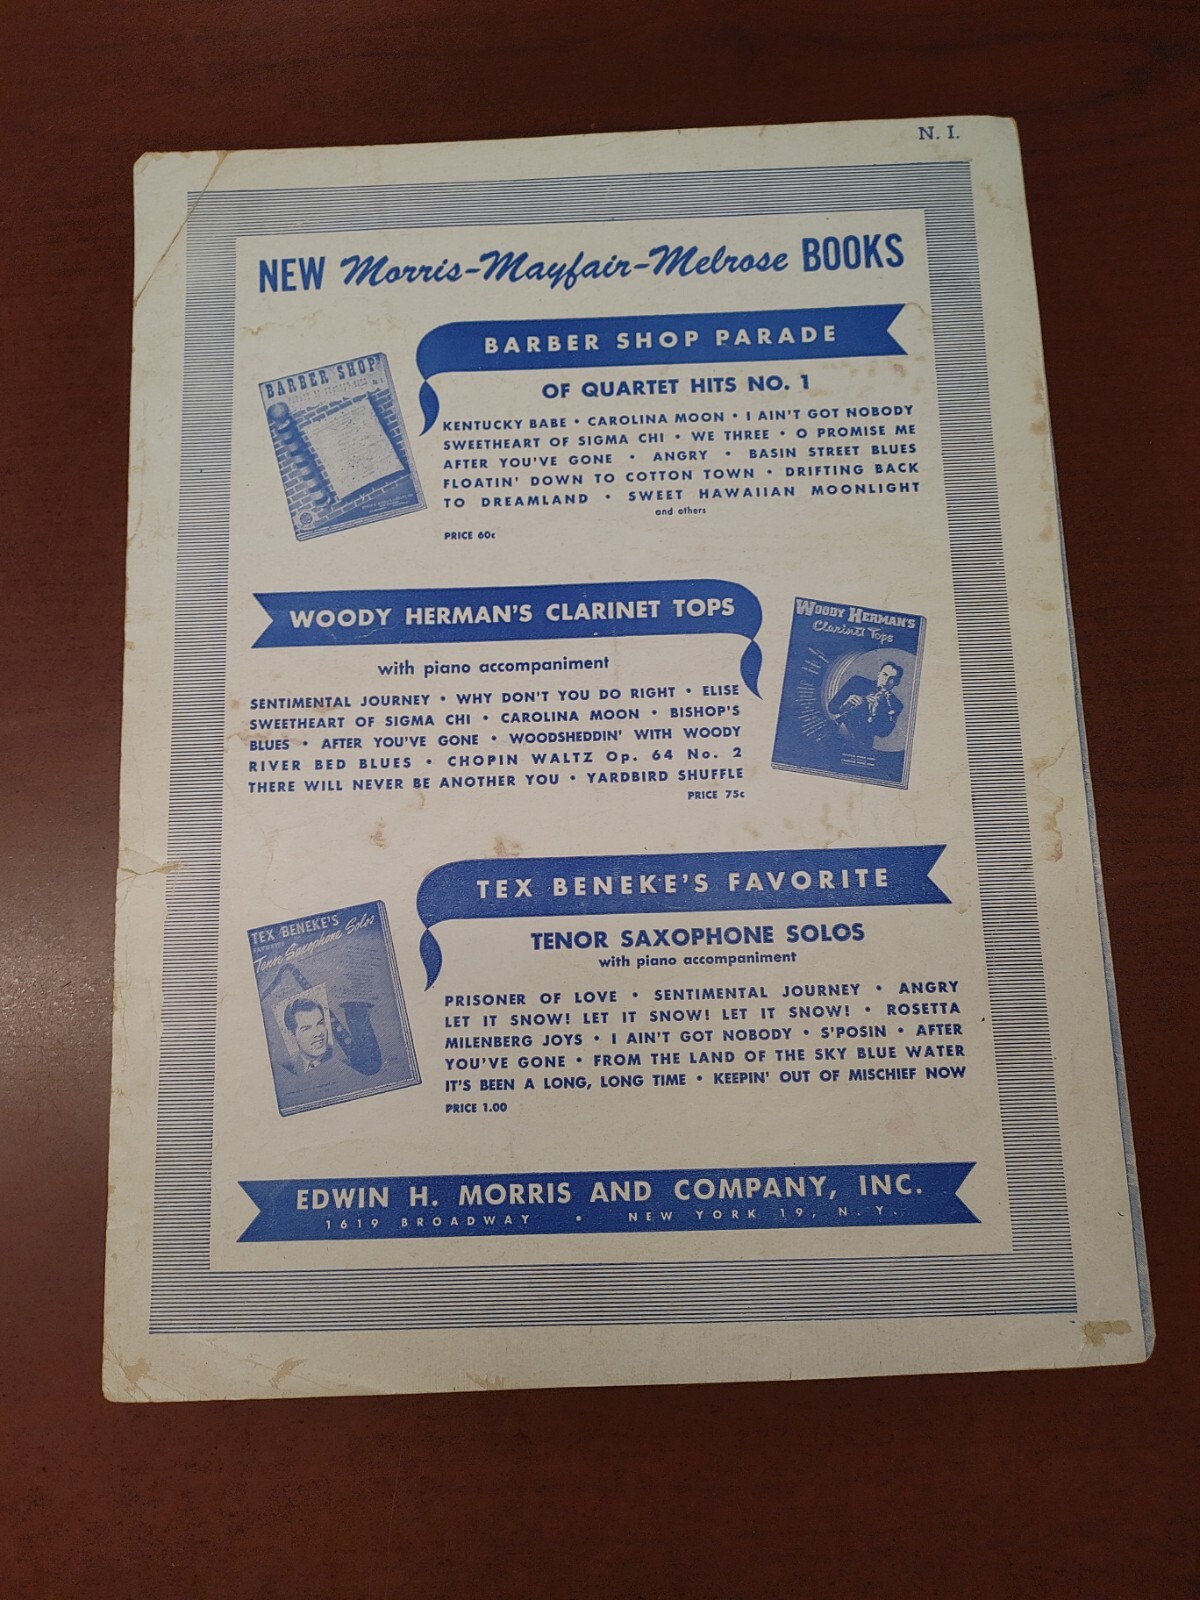 N. I.
NEW Morris-Mayfair-Melrose BOOKS
BARBER SHOP PARADE
OF QUARTET HITS NO. 1
KENTUCKY BABE • CAROLINA MOON • I AIN'T GOT NOBODY
SWEETHEART OF SIGMA CHI • WE THREE • O PROMISE ME
AFTER YOU'VE GONE • ANGRY • BASIN STREET BLUES
FLOATIN' DOWN TO COTTON TOWN • DRIFTING BACK
TO DREAMLAND • SWEET HAWAIIAN MOONLIGHT
and others
PRICE 60c
BARBER SHOP
WOODY HERMAN'S CLARINET TOPS
with piano accompaniment
SENTIMENTAL JOURNEY • WHY DON'T YOU DO RIGHT • ELISE
SWEETHEART OF SIGMA CHI • CAROLINA MOON • BISHOP'S
BLUES • AFTER YOU'VE GONE • WOODSHEDDIN' WITH WOODY
RIVER BED BLUES • CHOPIN WALTZ Op. 64 No. 2
THERE WILL NEVER BE ANOTHER YOU • YARDBIRD SHUFFLE
PRICE 75c
WOODY HERMAN'S
Clarinet Tops
TEX BENEKE'S FAVORITE
TENOR SAXOPHONE SOLOS
with piano accompaniment
PRISONER OF LOVE • SENTIMENTAL JOURNEY • ANGRY
LET IT SNOW! LET IT SNOW! LET IT SNOW! • ROSETTA
MILENBERG JOYS • I AIN'T GOT NOBODY • S'POSIN • AFTER
YOU'VE GONE • FROM THE LAND OF THE SKY BLUE WATER
IT'S BEEN A LONG, LONG TIME • KEEPIN' OUT OF MISCHIEF NOW
PRICE 1.00
TEX BENEKE'S
Tenor Saxophone Solos
EDWIN H. MORRIS AND COMPANY, INC.
1619 BROADWAY • NEW YORK 19, N. Y.